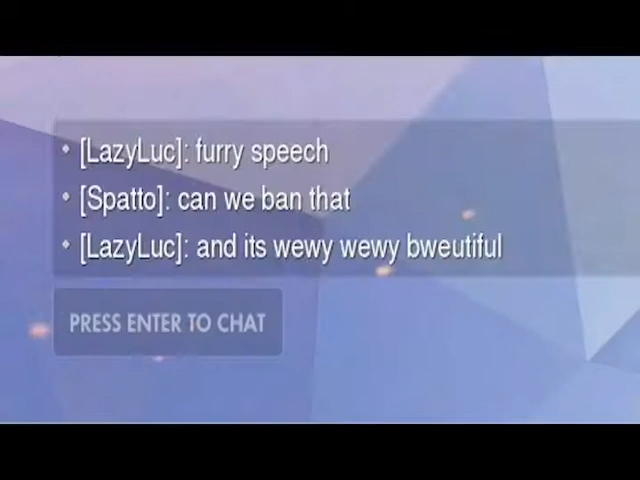 • [LazyLuc]: furry speech
• [Spatto]: can we ban that
• [LazyLuc]: and its wewy wewy bweutiful
PRESS ENTER TO CHAT